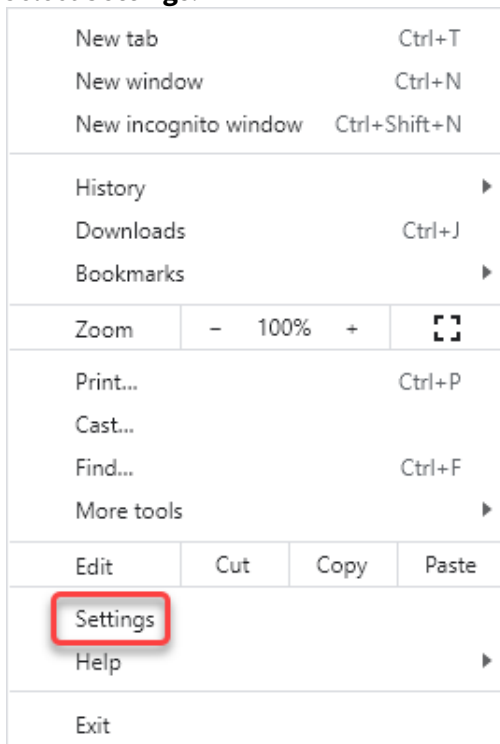 New tab Ctrl+T
New window Ctrl+N
New incognito window Ctrl+Shift+N
History
Downloads Ctrl+J
Bookmarks
Zoom - 100% +
Print... Ctrl+P
Cast...
Find... Ctrl+F
More tools
Edit Cut Copy Paste
Settings
Help
Exit